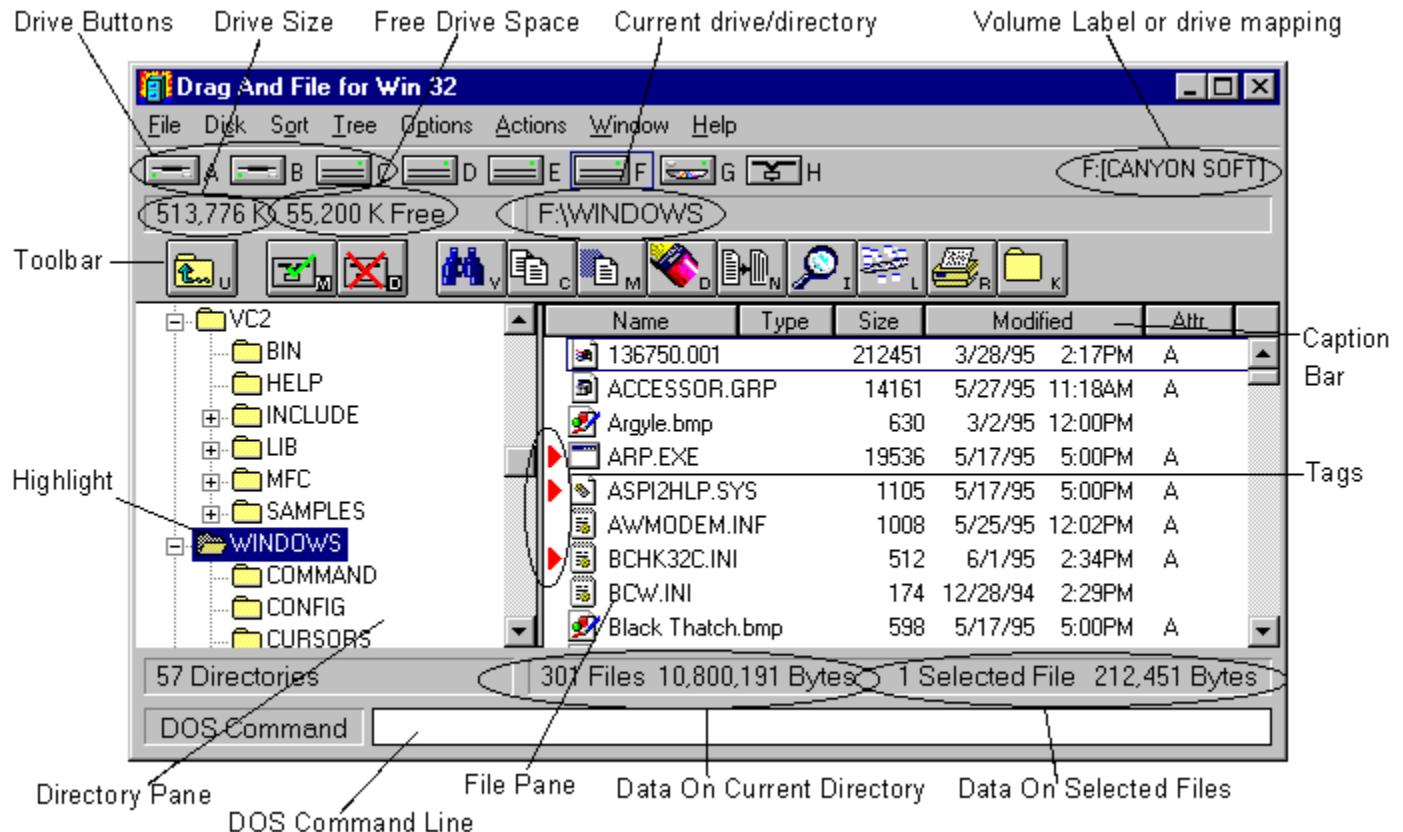 Drive Buttons Drive Size Free Drive Space Current drive/directory Volume Label or drive mapping
Drag And File for Win 32
File Disk Sort Tree Options Actions Window Help
A B C D E F G H F:[CANYON SOFT]
513,776 K 55,200 K Free F:\WINDOWS
Toolbar
U W D V C M D N I L R K
VC2
BIN
HELP
INCLUDE
LIB
MFC
SAMPLES
Highlight
WINDOWS
COMMAND
CONFIG
CURSORS
Name Type Size Modified Attr
136750.001 212451 3/28/95 2:17PM A
ACCESSOR.GRP 14161 5/27/95 11:18AM A
Argyle.bmp 630 3/2/95 12:00PM
ARP.EXE 19536 5/17/95 5:00PM A
ASPI2HLP.SYS 1105 5/17/95 5:00PM A
AWMODEM.INF 1008 5/25/95 12:02PM A
BCHK32C.INI 512 6/1/95 2:34PM A
BCW.INI 174 12/28/94 2:29PM
Black Thatch.bmp 598 5/17/95 5:00PM A
Caption
Bar
Tags
57 Directories 301 Files 10,800,191 Bytes 1 Selected File 212,451 Bytes
DOS Command
Directory Pane
DOS Command Line
File Pane
Data On Current Directory
Data On Selected Files